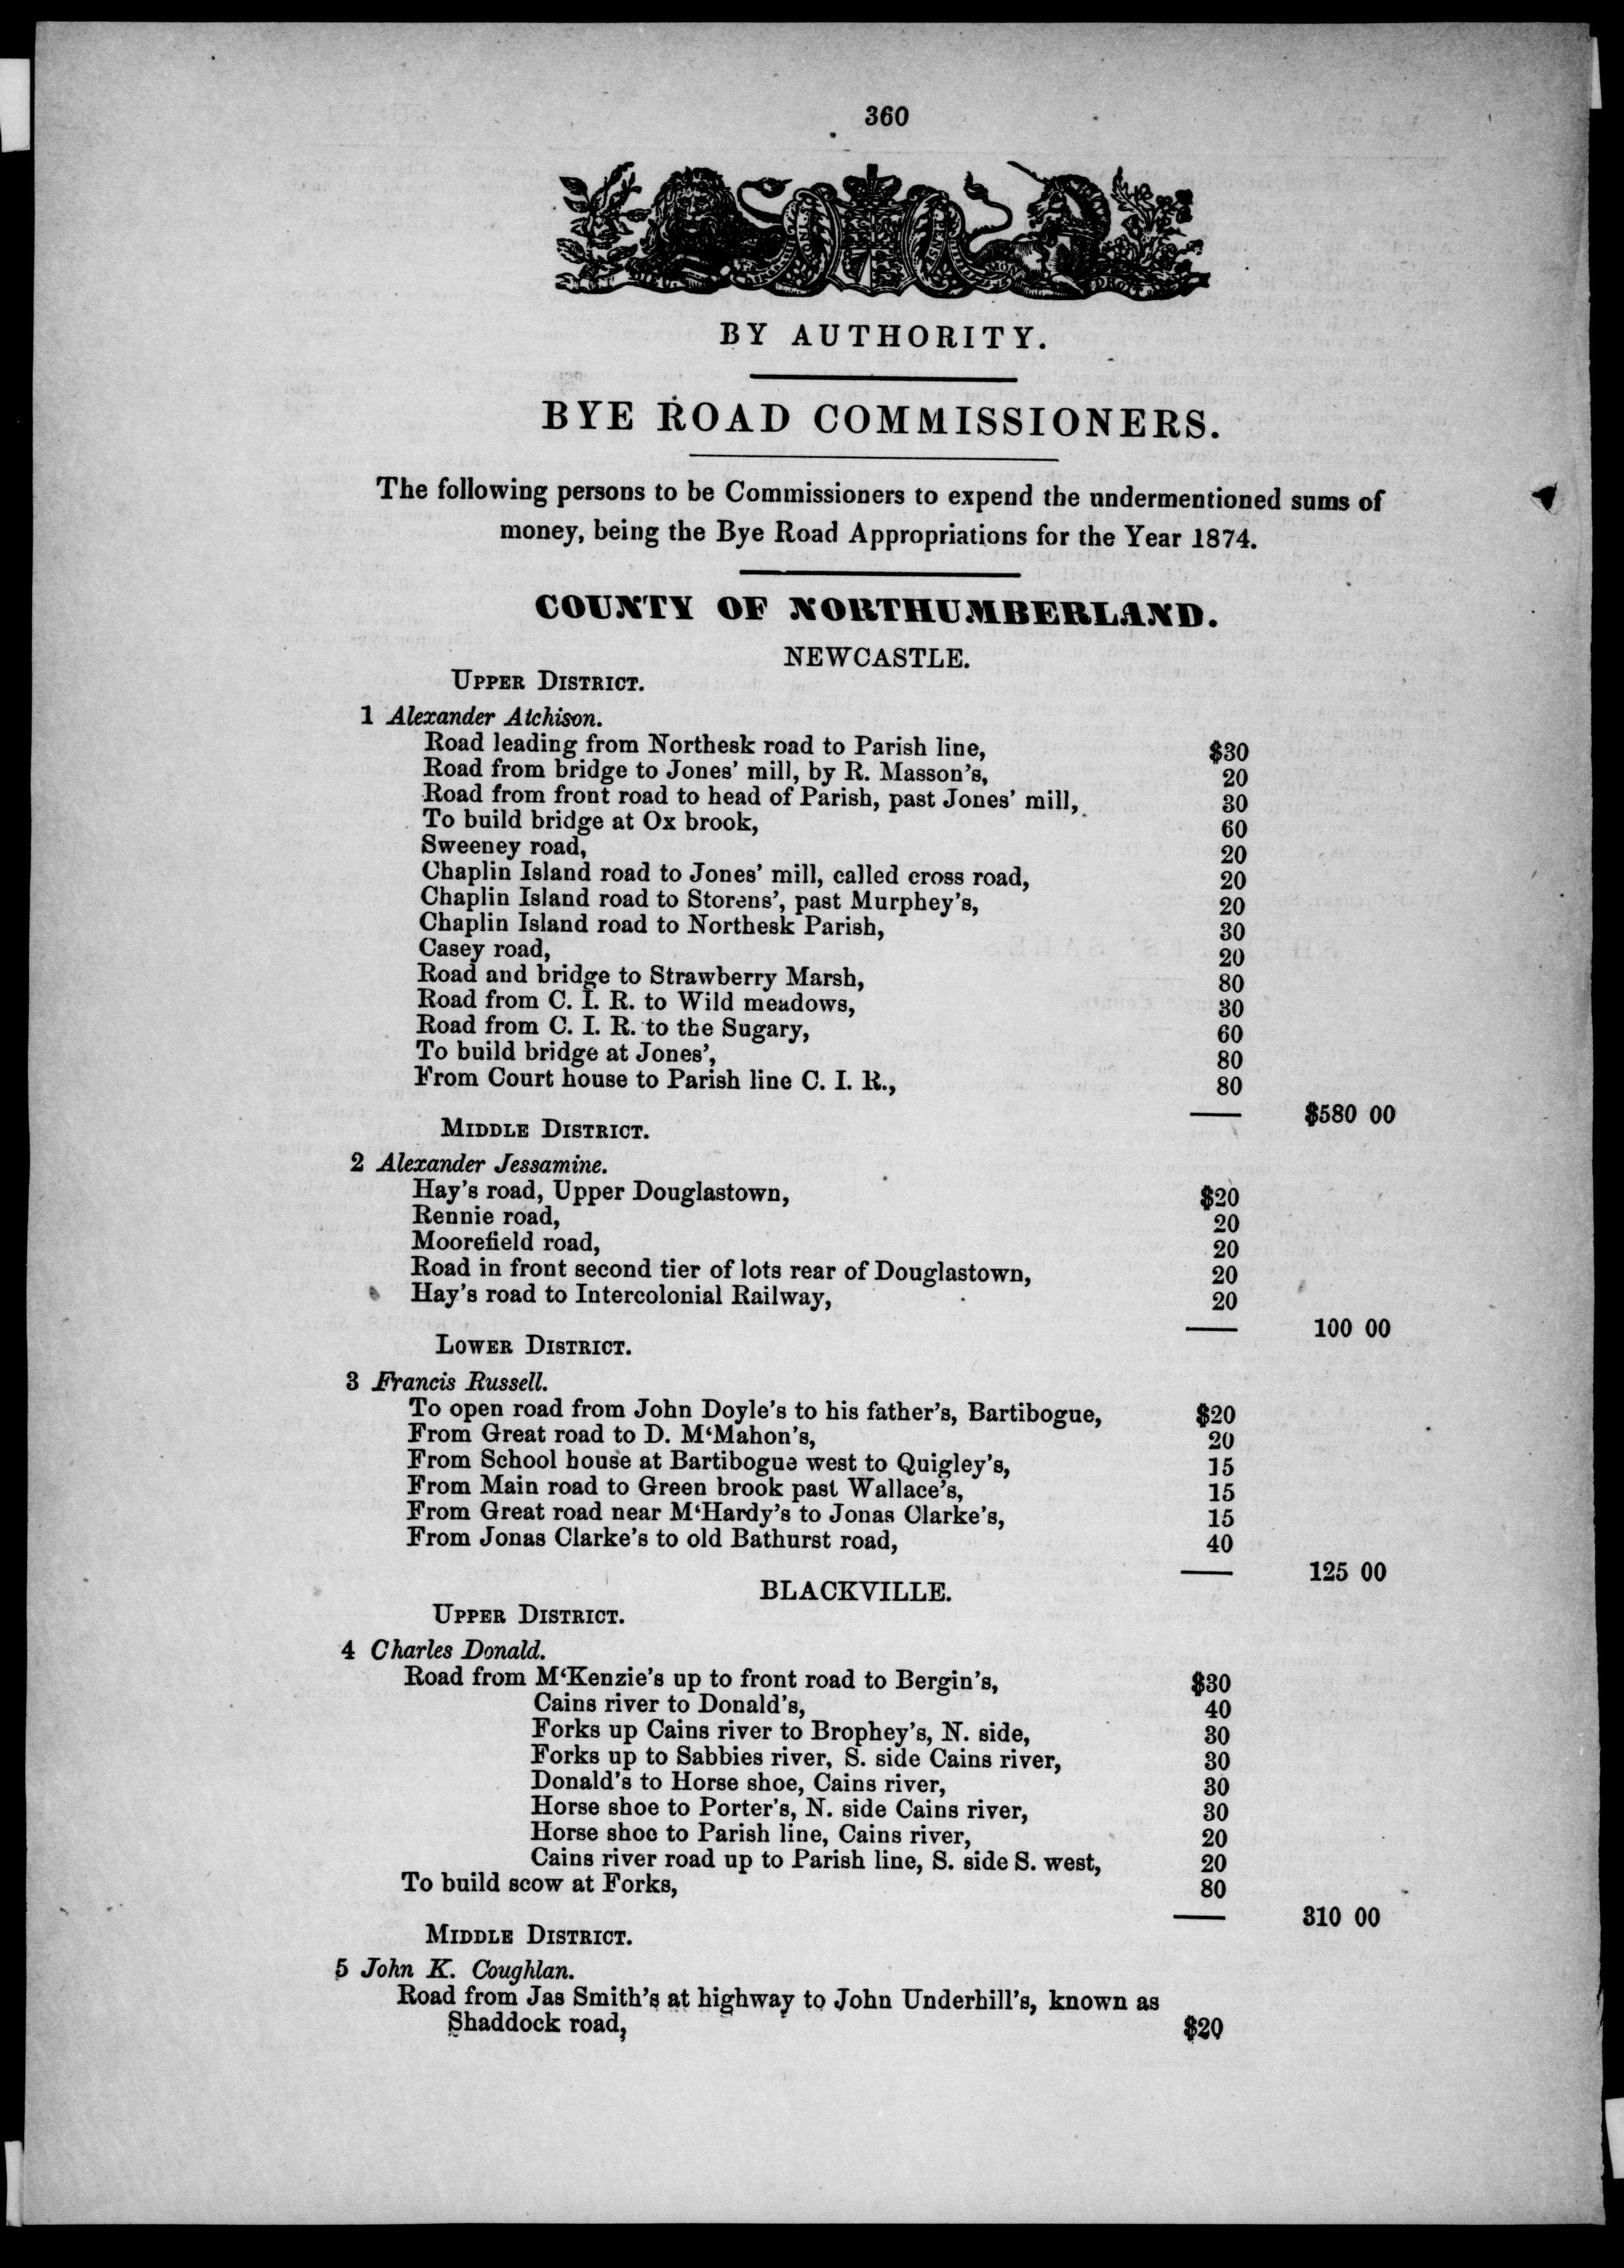 360
BY AUTHORITY.
BYE ROAD COMMISSIONERS.
The following persons to be Commissioners to expend the undermentioned sums of
money, being the Bye Road Appropriations for the Year 1874.
COUNTY OF NORTHUMBERLAND.
NEWCASTLE.
UPPER DISTRICT.
1 Alexander Atchison.
Road leading from Northesk road to Parish line, $30
Road from bridge to Jones' mill, by R. Masson's, 20
Road from front road to head of Parish, past Jones' mill, 30
To build bridge at Ox brook, 60
Sweeney road, 20
Chaplin Island road to Jones' mill, called cross road, 20
Chaplin Island road to Storens', past Murphey's, 20
Chaplin Island road to Northesk Parish, 30
Casey road, 20
Road and bridge to Strawberry Marsh, 80
Road from C. I. R. to Wild meadows, 30
Road from C. I. R. to the Sugary, 60
To build bridge at Jones', 80
From Court house to Parish line C. I. R., 80
$580 00
MIDDLE DISTRICT.
2 Alexander Jessamine.
Hay's road, Upper Douglastown, $20
Rennie road, 20
Moorefield road, 20
Road in front second tier of lots rear of Douglastown, 20
Hay's road to Intercolonial Railway, 20
100 00
LOWER DISTRICT.
3 Francis Russell.
To open road from John Doyle's to his father's, Bartibogue, $20
From Great road to D. M'Mahon's, 20
From School house at Bartibogue west to Quigley's, 15
From Main road to Green brook past Wallace's, 15
From Great road near M'Hardy's to Jonas Clarke's, 15
From Jonas Clarke's to old Bathurst road, 40
125 00
BLACKVILLE.
UPPER DISTRICT.
4 Charles Donald.
Road from M'Kenzie's up to front road to Bergin's, $30
Cains river to Donald's, 40
Forks up Cains river to Brophey's, N. side, 30
Forks up to Sabbies river, S. side Cains river, 30
Donald's to Horse shoe, Cains river, 30
Horse shoe to Porter's, N. side Cains river, 30
Horse shoe to Parish line, Cains river, 20
Cains river road up to Parish line, S. side S. west, 20
To build scow at Forks, 80
310 00
MIDDLE DISTRICT.
5 John K. Coughlan.
Road from Jas Smith's at highway to John Underhill's, known as
Shaddock road, $20